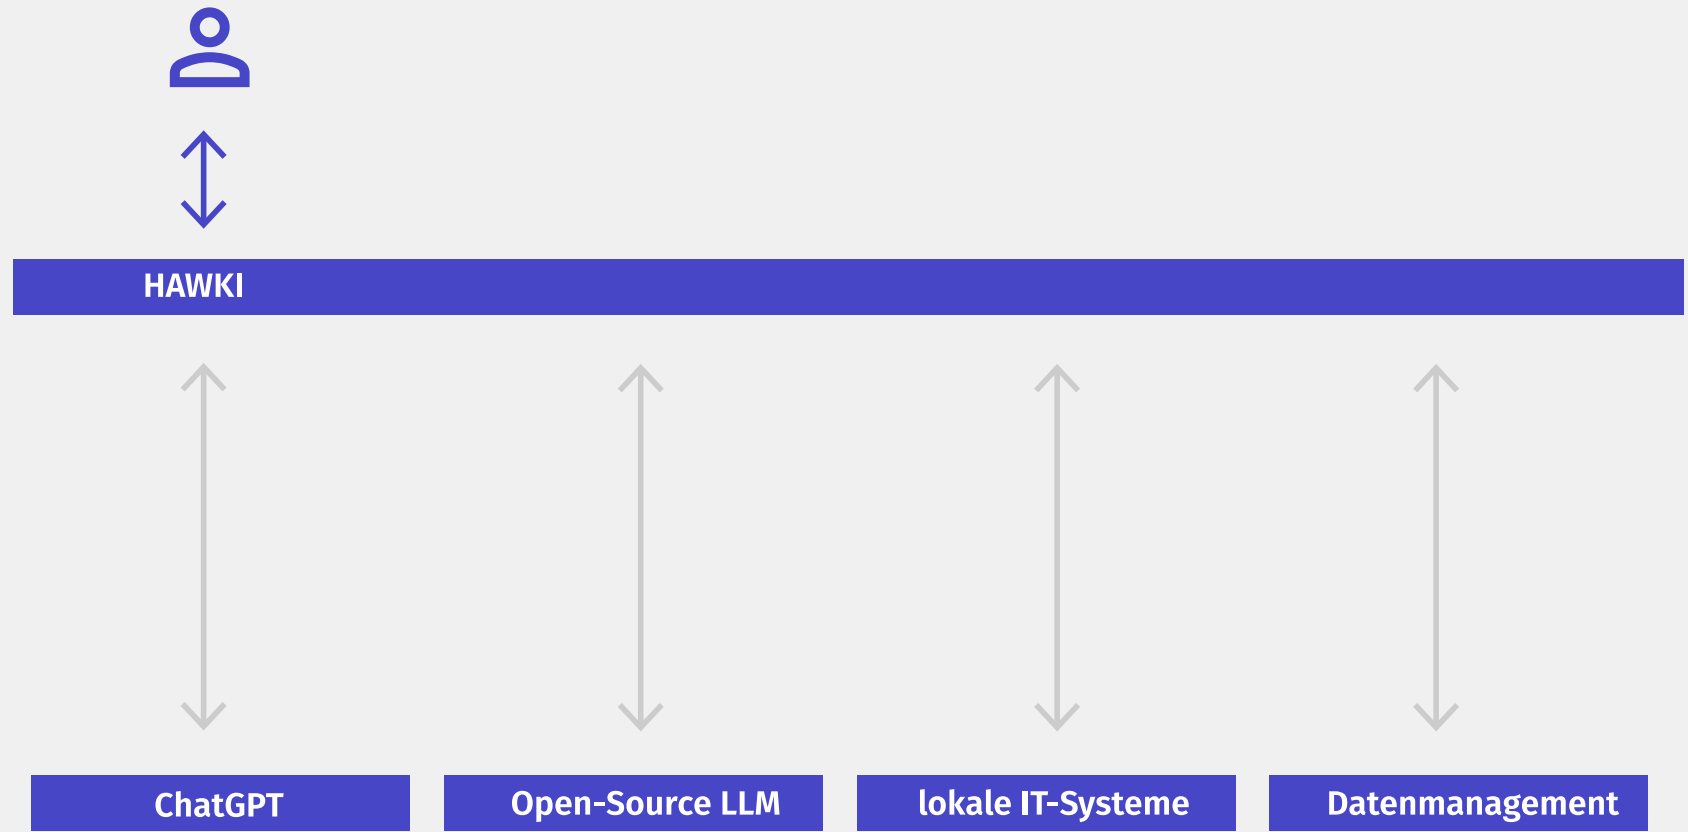 HAWKI
ChatGPT
Open-Source LLM
lokale IT-Systeme
Datenmanagement